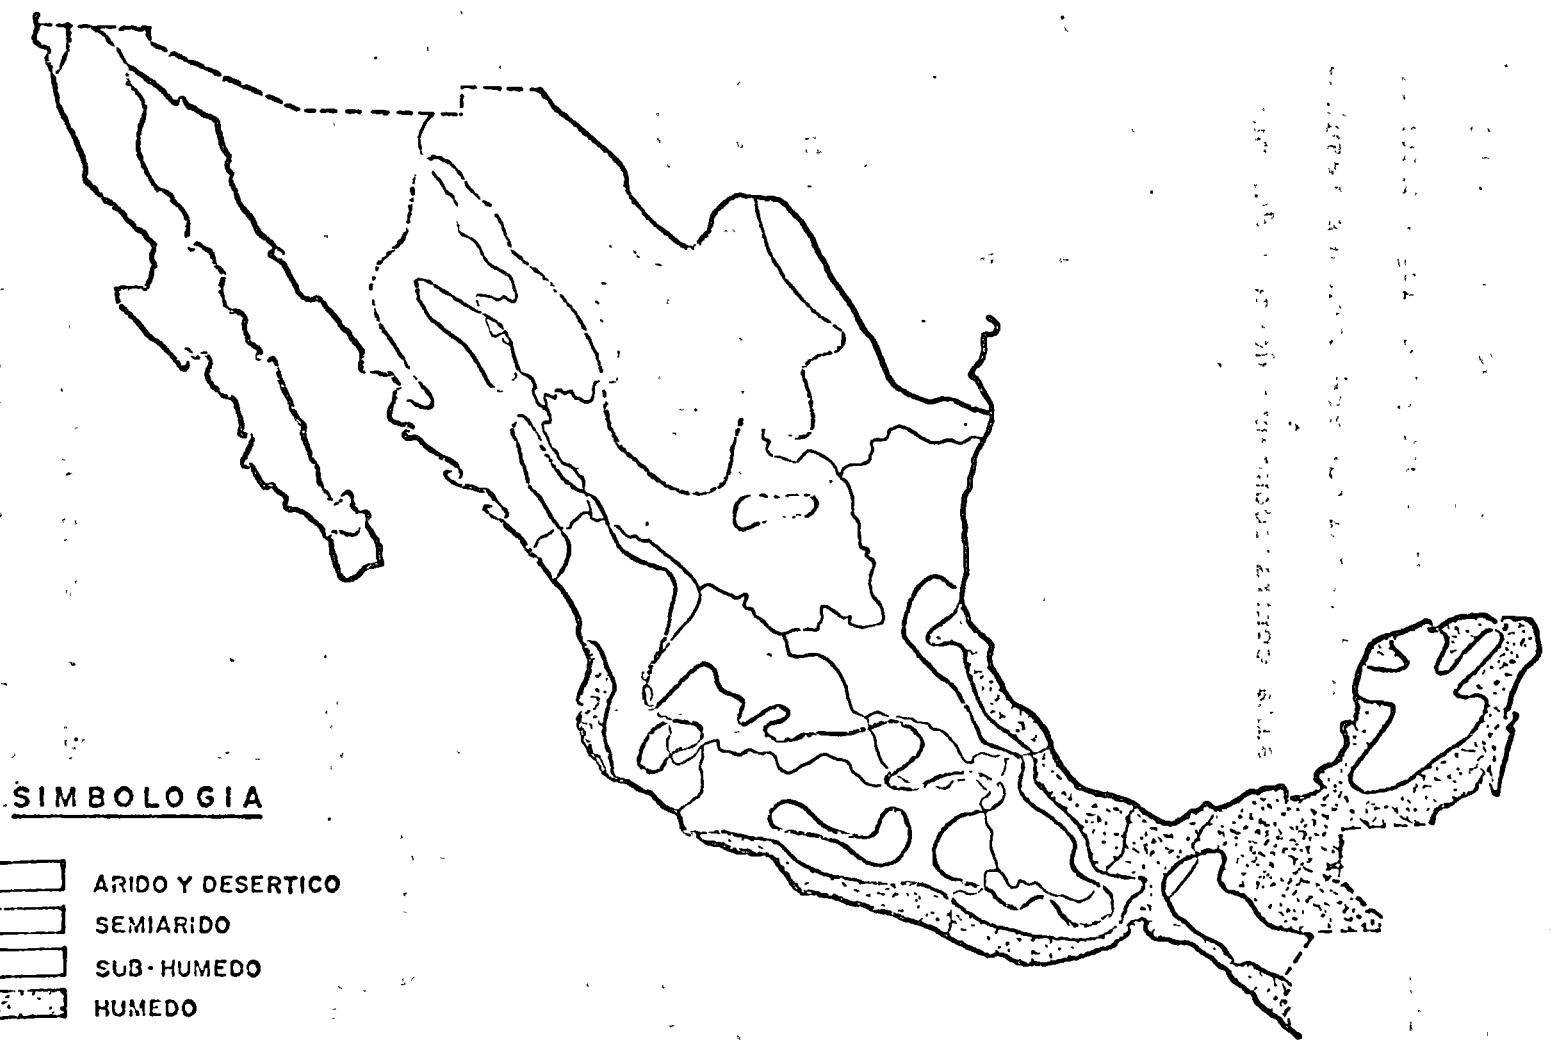 SIMBOLOGIA
ARIDO Y DESERTICO
SEMIARIDO
SUB-HUMEDO
HUMEDO